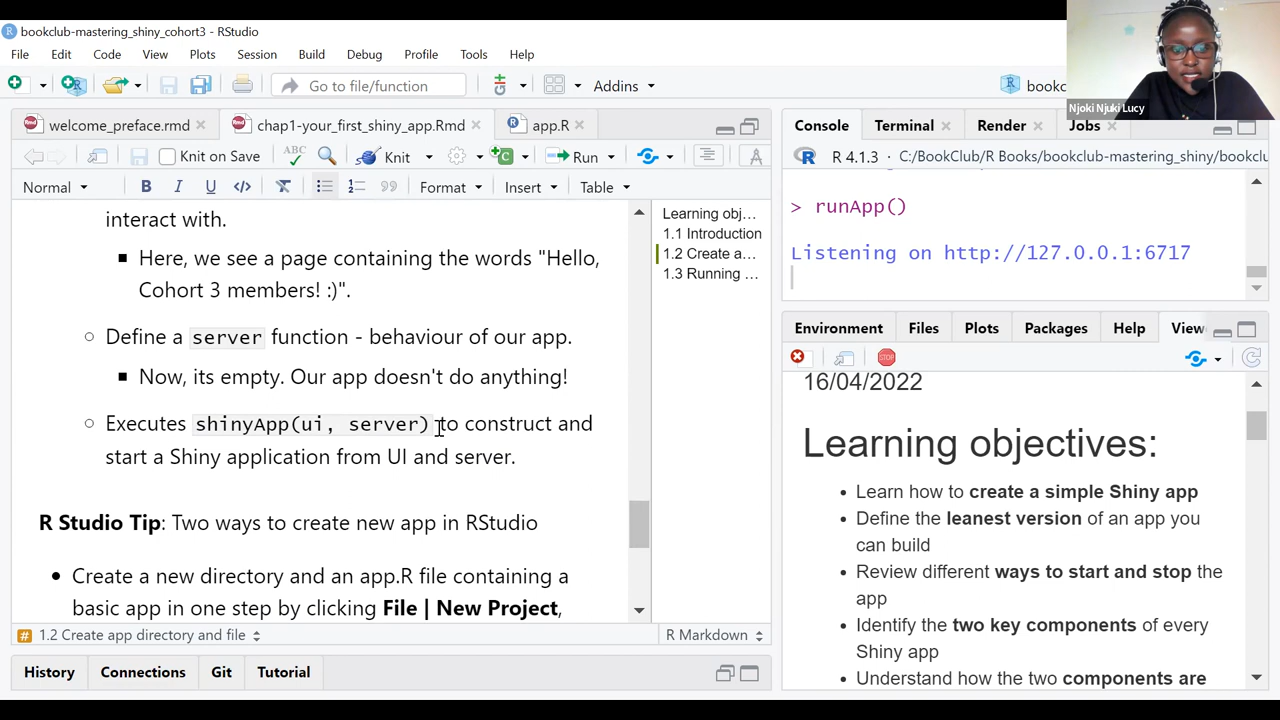 bookclub-mastering_shiny_cohort3 - RStudio
File Edit Code View Plots Session Build Debug Profile Tools Help
Go to file/function Addins
Njoki Njuki Lucy
welcome_preface.rmd chap1-your_first_shiny_app.Rmd app.R
Knit on Save Knit Run
Normal B I U Format Insert Table
interact with.
Here, we see a page containing the words "Hello,
Cohort 3 members! :)".
Define a server function - behaviour of our app.
Now, its empty. Our app doesn't do anything!
Executes shinyApp(ui, server) to construct and
start a Shiny application from UI and server.
R Studio Tip: Two ways to create new app in RStudio
Create a new directory and an app.R file containing a
basic app in one step by clicking File | New Project,
Learning obj...
1.1 Introduction
1.2 Create a...
1.3 Running ...
# 1.2 Create app directory and file R Markdown
History Connections Git Tutorial
Console Terminal Render Jobs
R 4.1.3 C:/BookClub/R Books/bookclub-mastering_shiny/bookclu
> runApp()
Listening on http://127.0.0.1:6717
Environment Files Plots Packages Help View
STOP
16/04/2022
Learning objectives:
Learn how to create a simple Shiny app
Define the leanest version of an app you
can build
Review different ways to start and stop the
app
Identify the two key components of every
Shiny app
Understand how the two components are